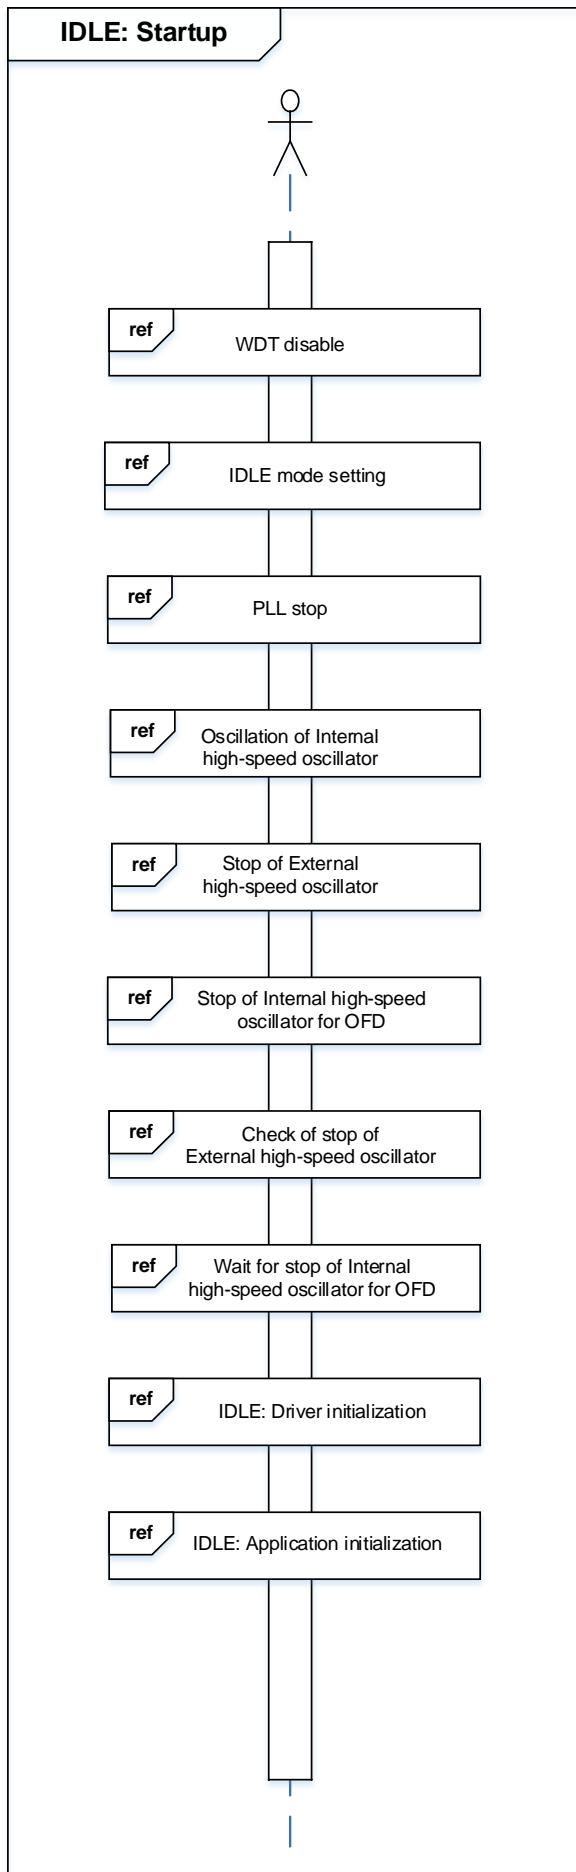 IDLE: Startup
ref
WDT disable
ref
IDLE mode setting
ref
PLL stop
ref
Oscillation of Internal
high-speed oscillator
ref
Stop of External
high-speed oscillator
ref
Stop of Internal high-speed
oscillator for OFD
ref
Check of stop of
External high-speed oscillator
ref
Wait for stop of Internal
high-speed oscillator for OFD
ref
IDLE: Driver initialization
ref
IDLE: Application initialization